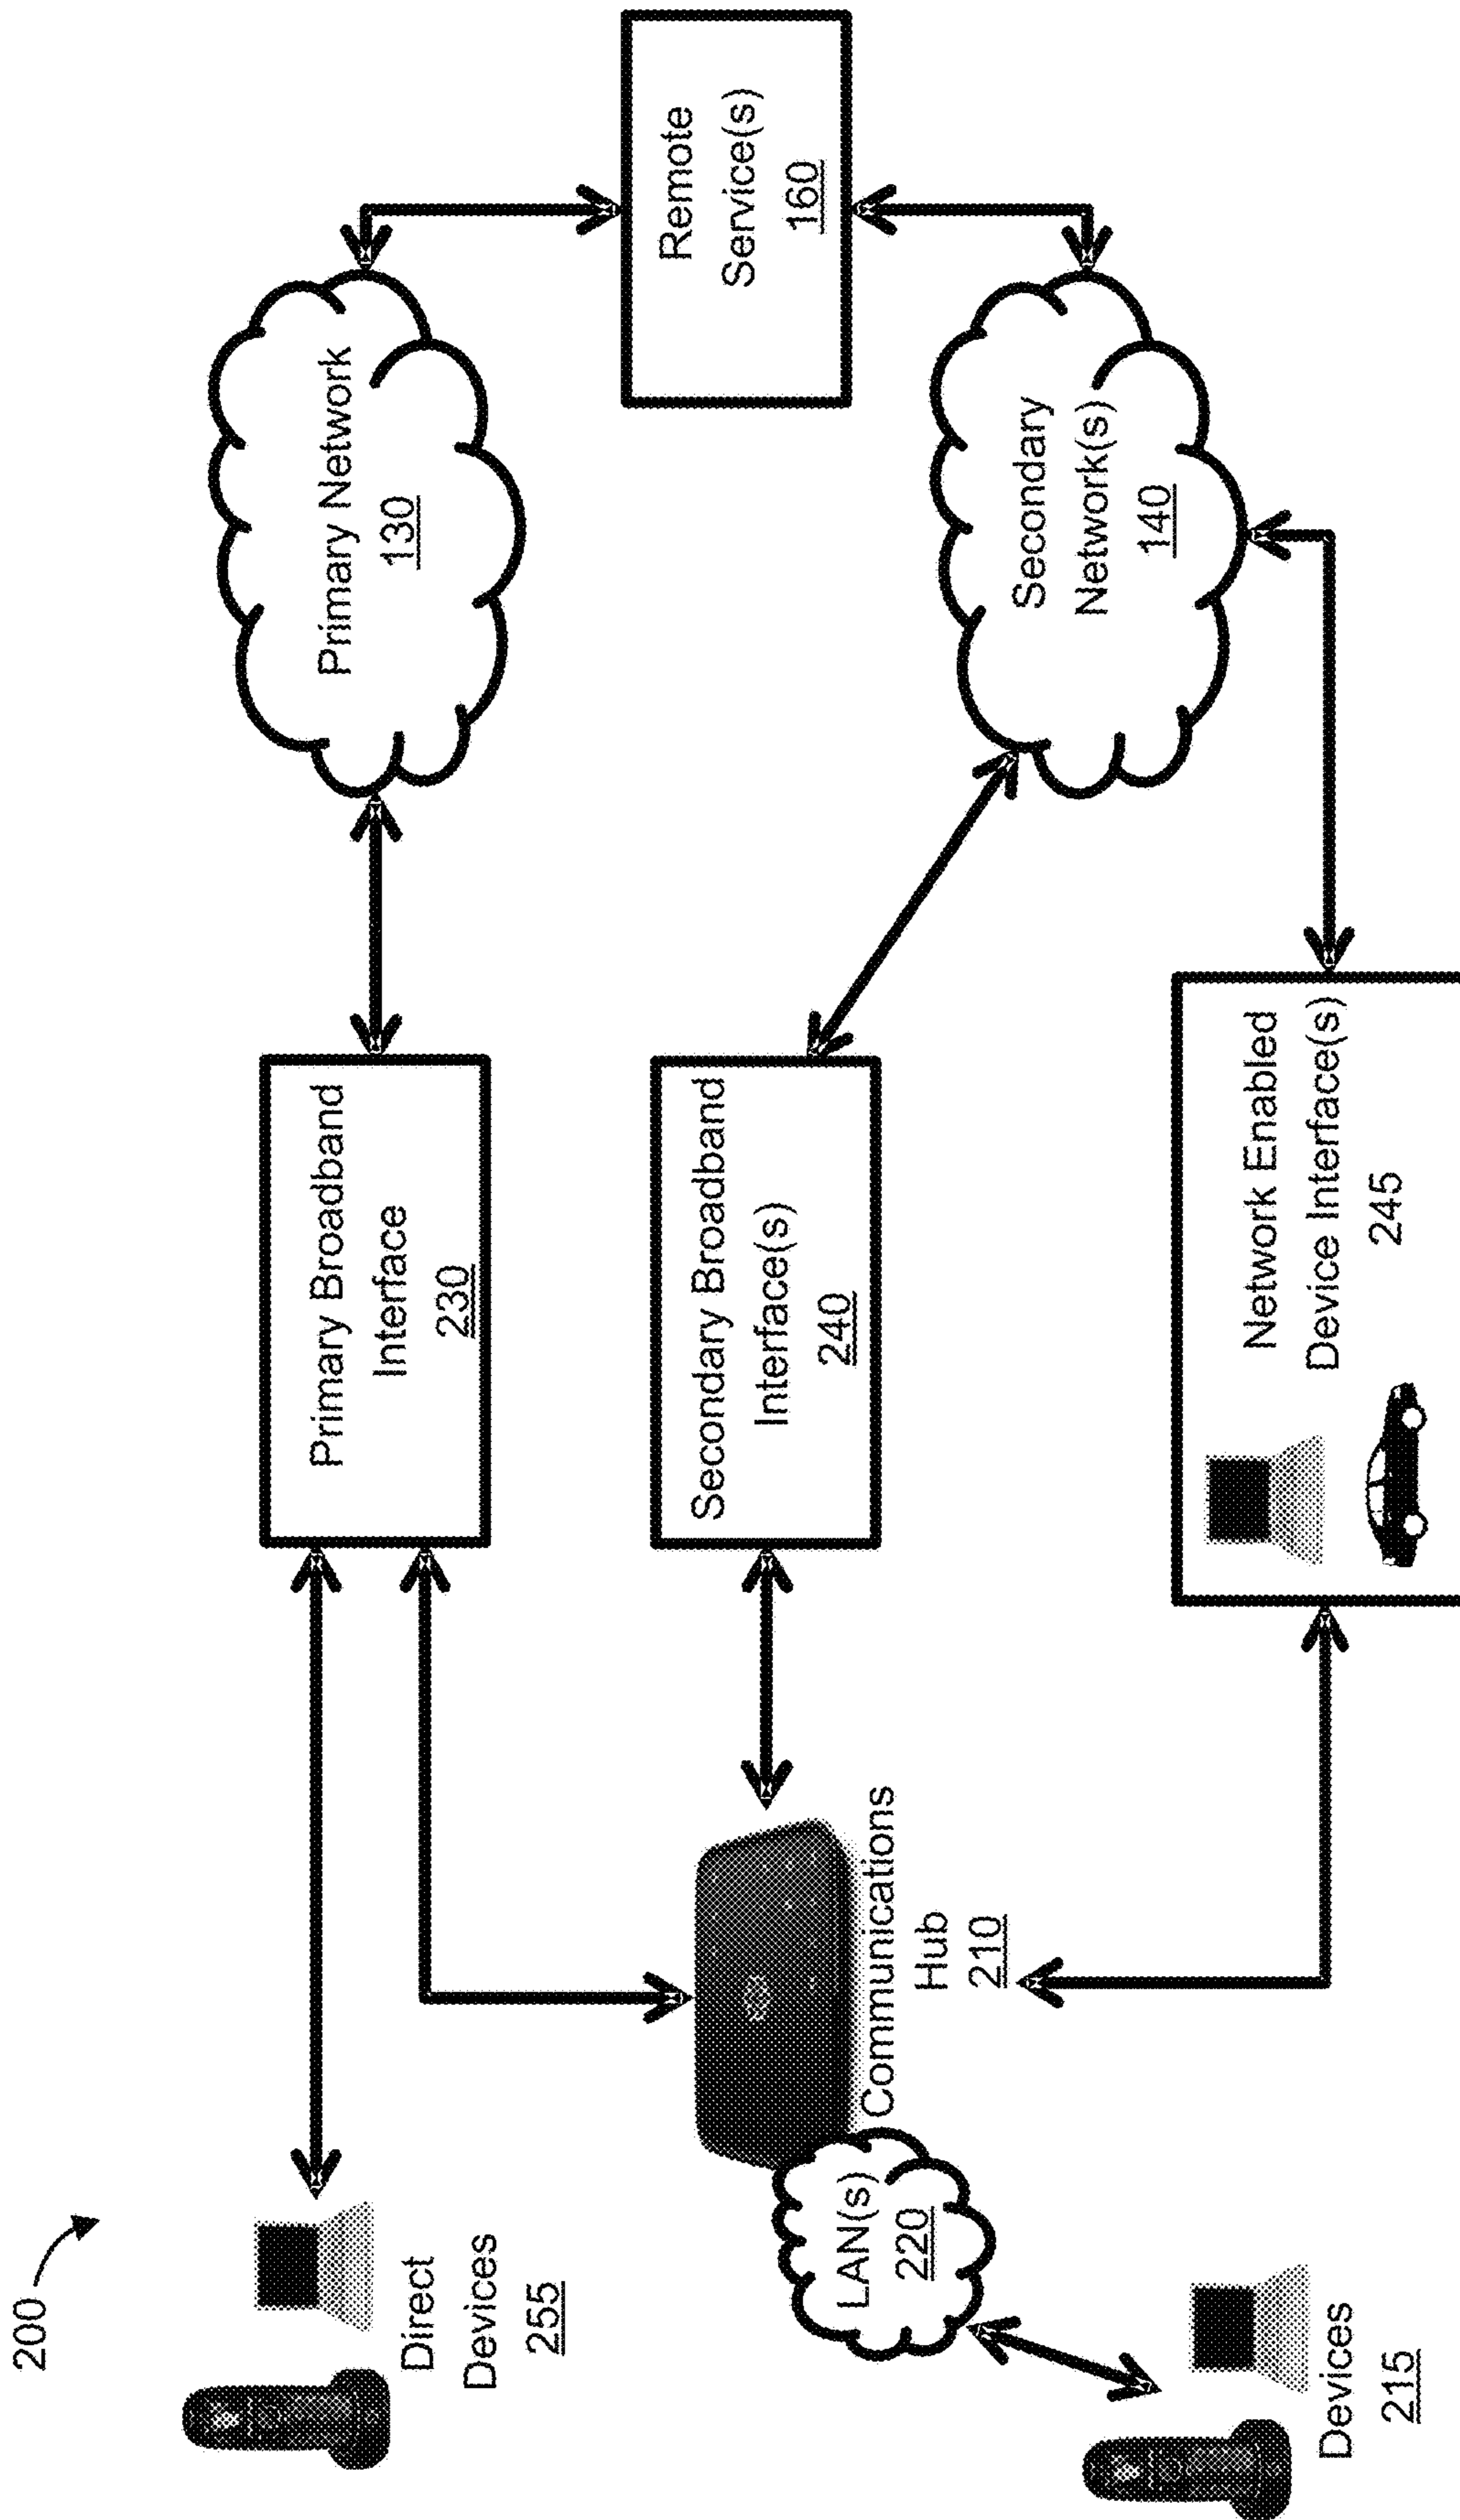 200
Direct
Devices
255
Primary Broadband
Interface
230
Primary Network
130
Communications
Hub
210
Secondary Broadband
Interface(s)
240
Remote
Service(s)
160
LAN(s)
220
Secondary
Network(s)
140
Devices
215
Network Enabled
Device Interface(s)
245